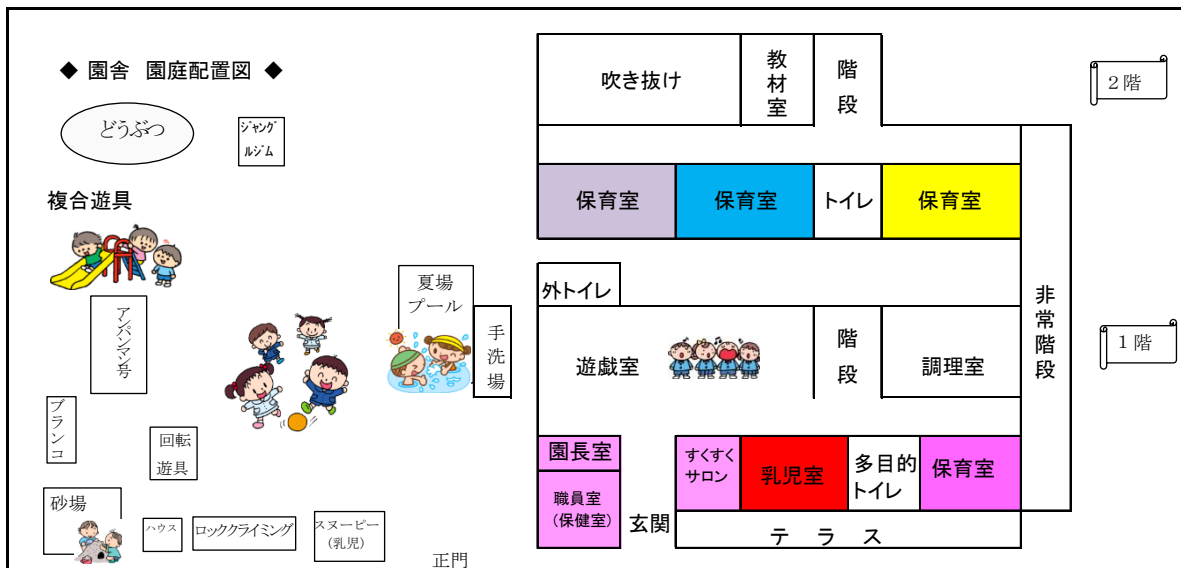 ◆ 園舎 園庭配置図 ◆
どうぶつ
ジャング
ルジム
複合遊具
アンパンマン号
ブランコ
回転
遊具
砂場
ハウス
ロッククライミング
スヌーピー
(乳児)
正門
夏場
プール
手洗場
吹き抜け
教材室
階段
2階
保育室
保育室
トイレ
保育室
非常階段
外トイレ
遊戯室
階段
調理室
1階
園長室
職員室
(保健室)
玄関
すくすく
サロン
乳児室
多目的
トイレ
保育室
テラス